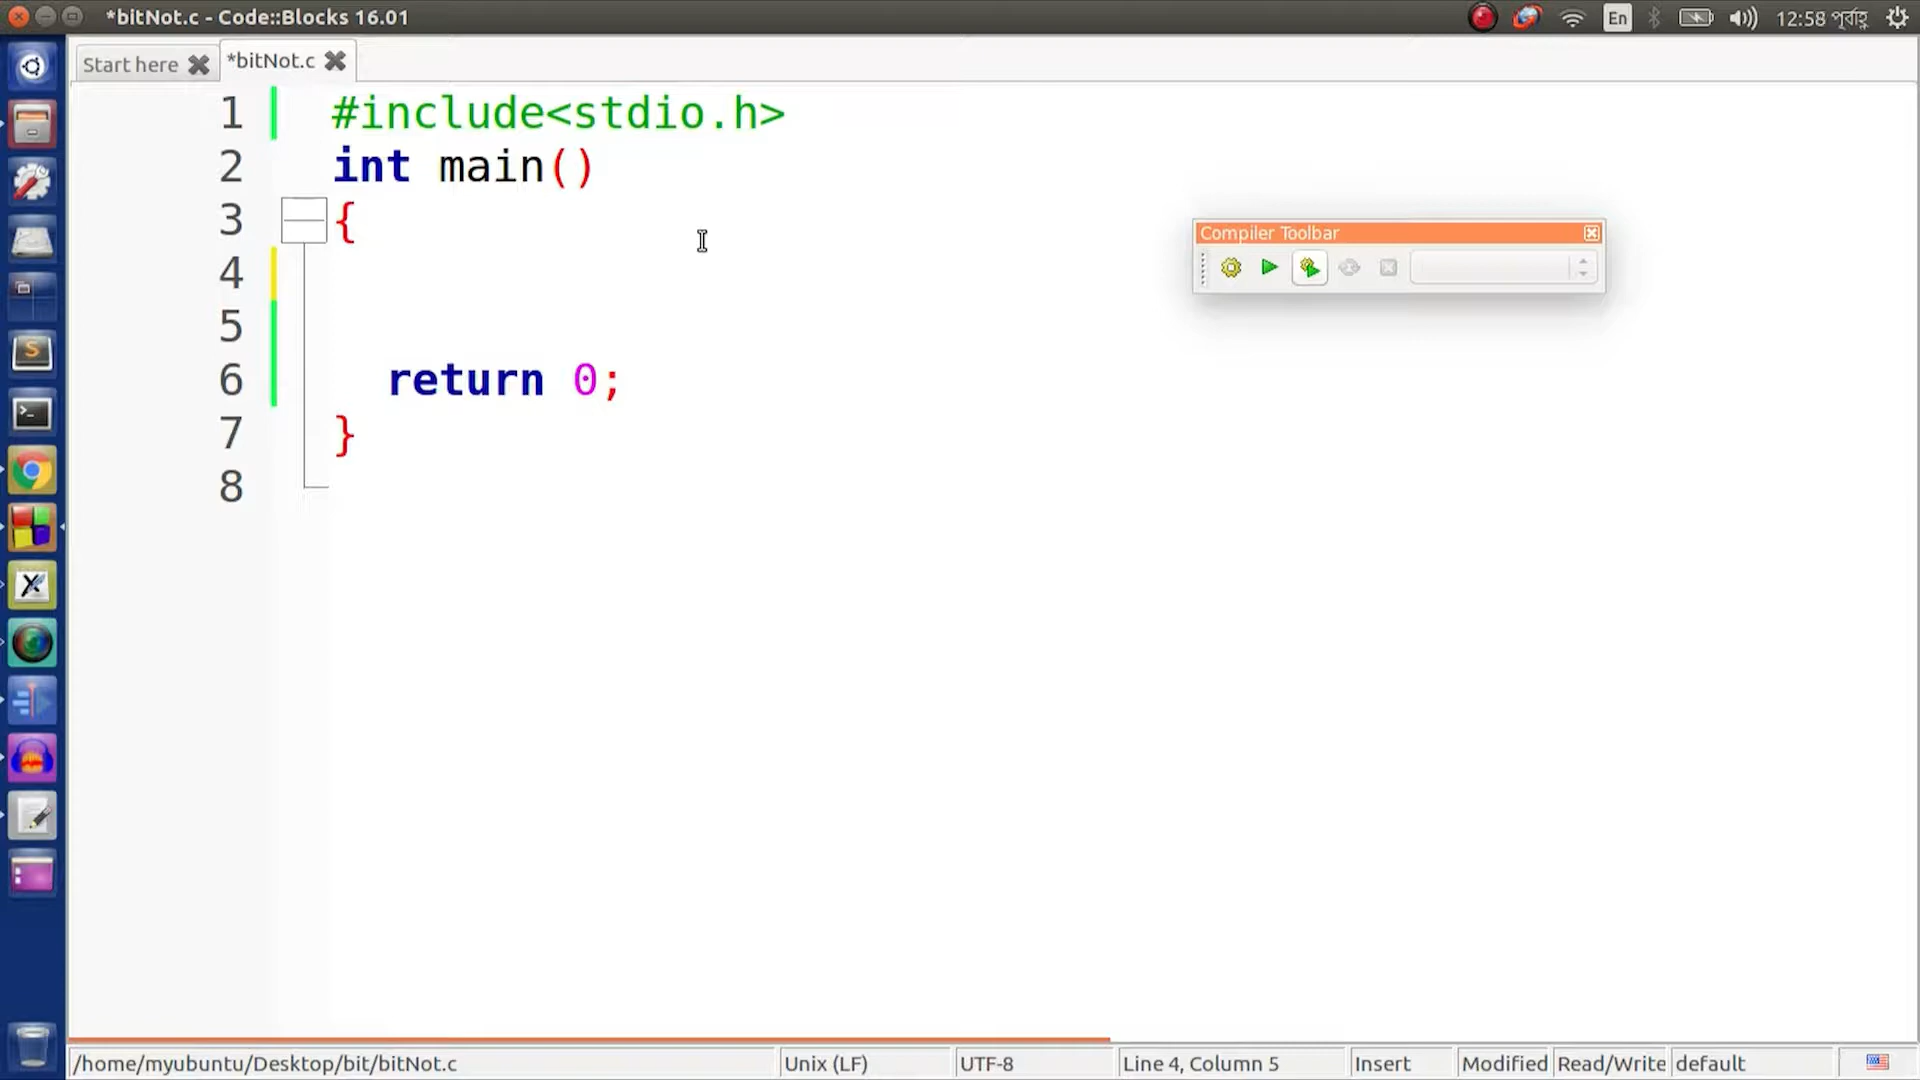 *bitNot.c - Code::Blocks 16.01
En
12:58 পূর্বাহ্ণ
Start here
*bitNot.c
1 #include<stdio.h>
2 int main()
3 {
4
5
6 return 0;
7 }
8
Compiler Toolbar
/home/myubuntu/Desktop/bit/bitNot.c
Unix (LF)
UTF-8
Line 4, Column 5
Insert
Modified
Read/Write
default